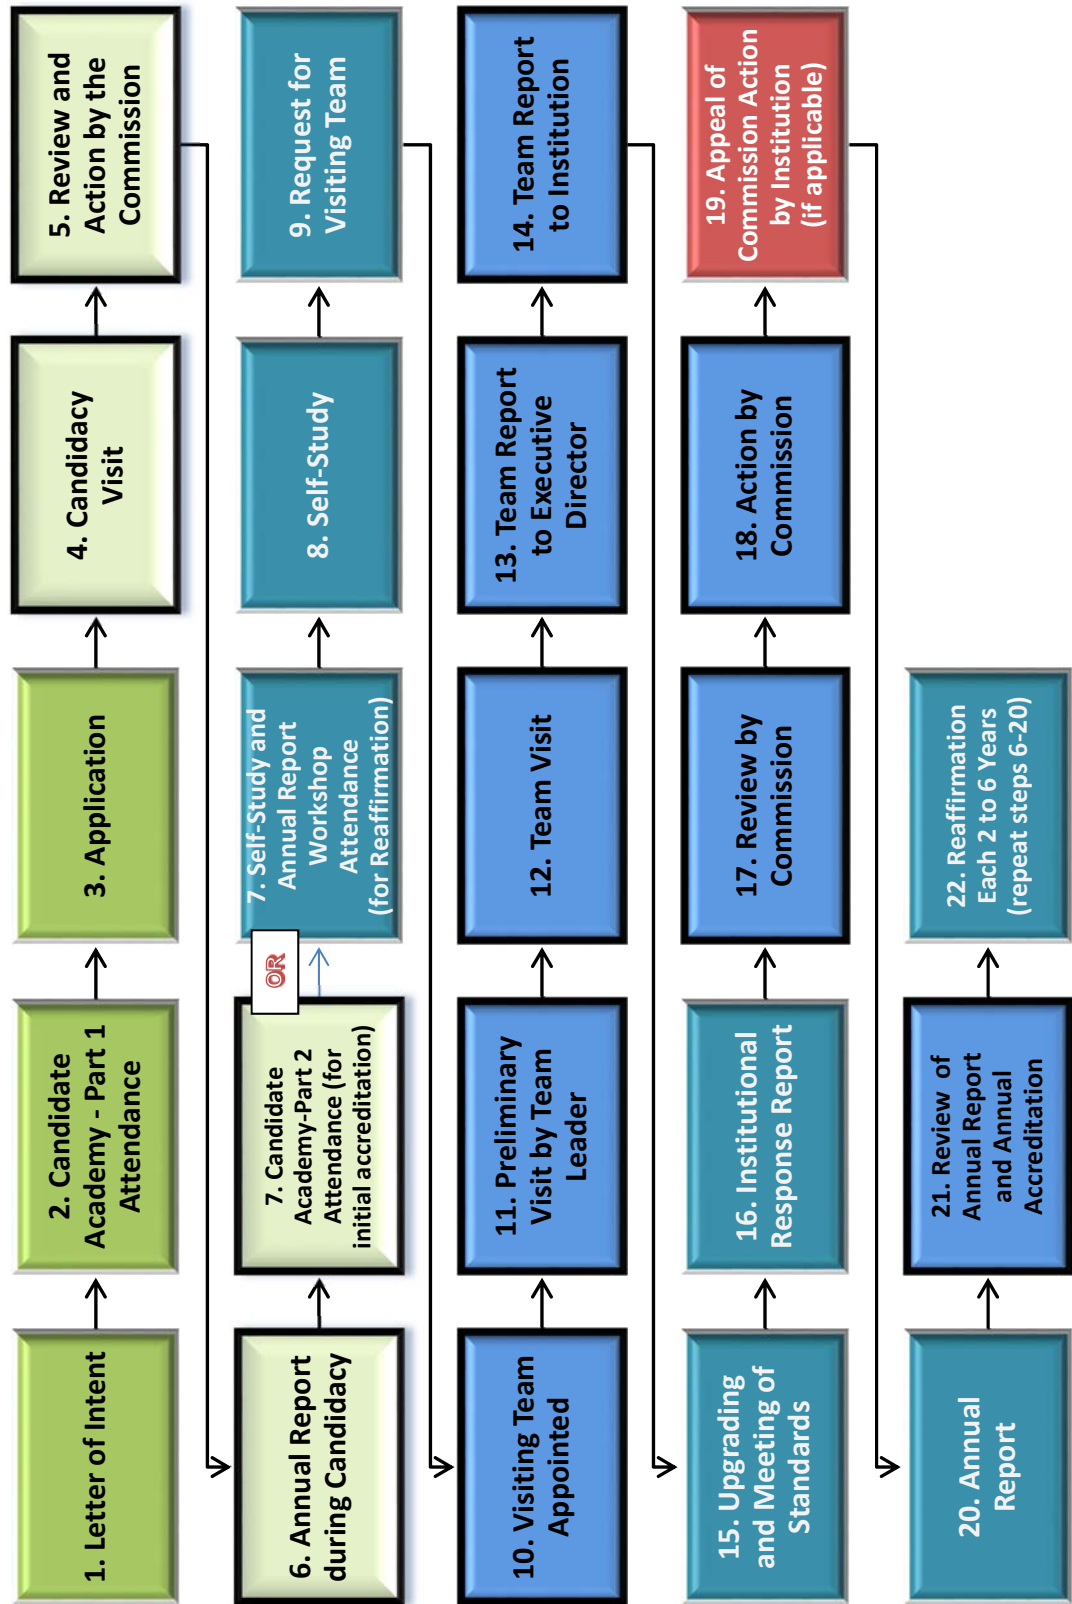 1. Letter of Intent
2. Candidate
Academy - Part 1
Attendance
3. Application
4. Candidacy
Visit
5. Review and
Action by the
Commission
6. Annual Report
during Candidacy
7. Candidate
Academy-Part 2
Attendance (for
initial accreditation)
OR
7. Self-Study and
Annual Report
Workshop
Attendance
(for Reaffirmation)
8. Self-Study
9. Request for
Visiting Team
10. Visiting Team
Appointed
11. Preliminary
Visit by Team
Leader
12. Team Visit
13. Team Report
to Executive
Director
14. Team Report
to Institution
15. Upgrading
and Meeting of
Standards
16. Institutional
Response Report
17. Review by
Commission
18. Action by
Commission
19. Appeal of
Commission Action
by Institution
(if applicable)
20. Annual
Report
21. Review of
Annual Report
and Annual
Accreditation
22. Reaffirmation
Each 2 to 6 Years
(repeat steps 6-20)